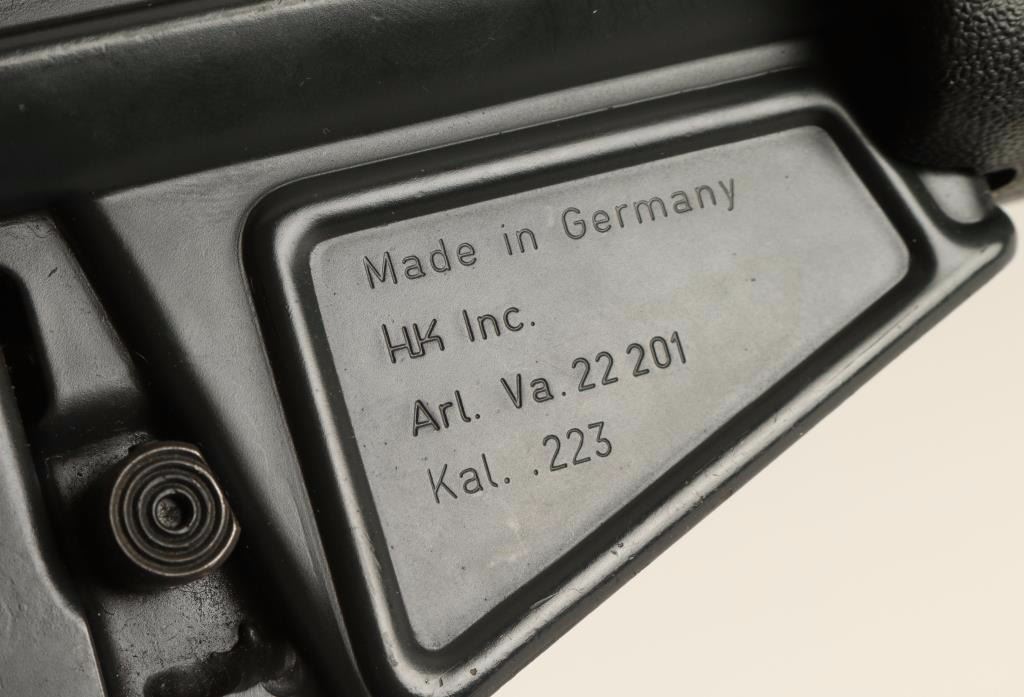 Made in Germany
HK Inc.
Arl. Va. 22 201
Kal. .223